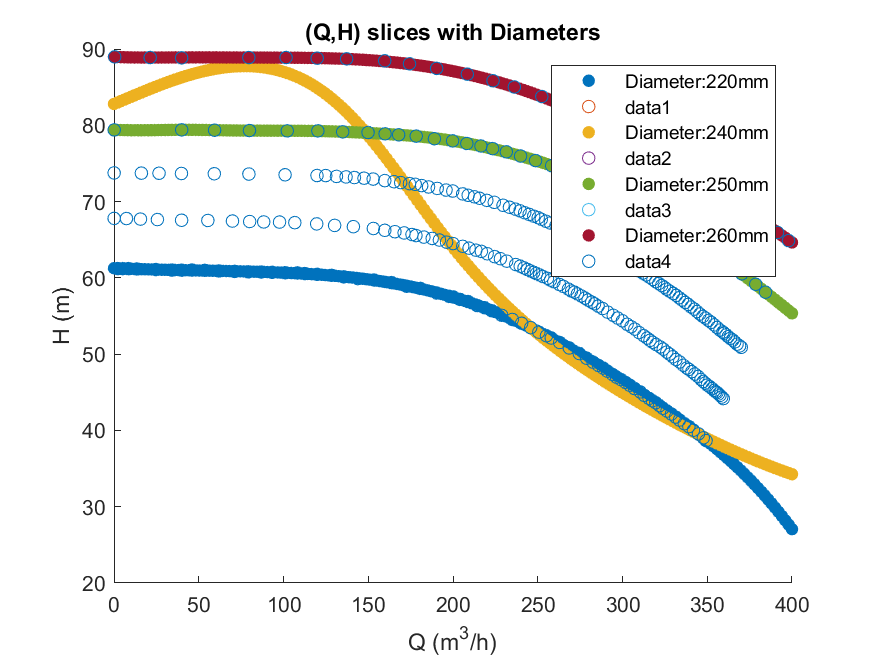 (Q,H) slices with Diameters
90
80
70
60
50
40
30
20
H (m)
Diameter:220mm
data1
Diameter:240mm
data2
Diameter:250mm
data3
Diameter:260mm
data4
0 50 100 150 200 250 300 350 400
Q (m³/h)